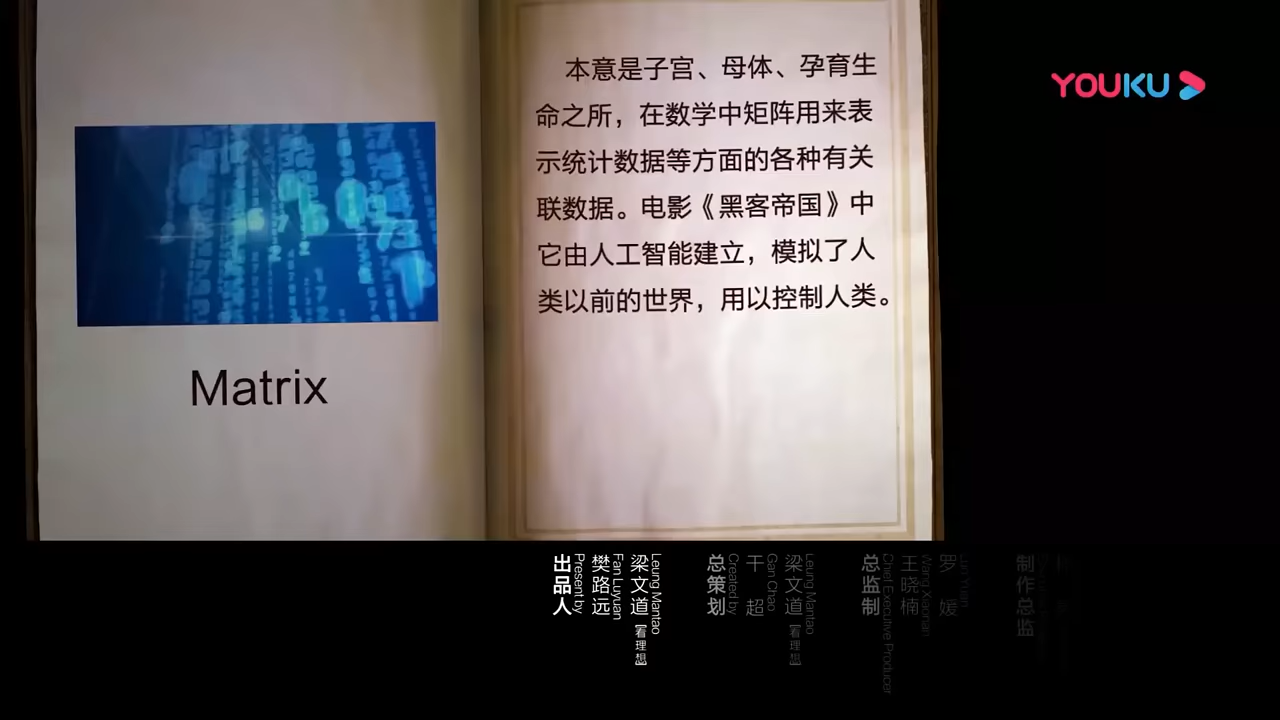 YOUKU
本意是子宫、母体、孕育生
命之所，在数学中矩阵用来表
示统计数据等方面的各种有关
联数据。电影《黑客帝国》中
它由人工智能建立，模拟了人
类以前的世界，用以控制人类。
Matrix
出品人
Present by
樊路远
Fan Luyuan
梁文道［看理想］
Leung Mantao
总策划
Created by
干 超
Gan Chao
梁文道［看理想］
Leung Mantao
总监制
Chief Executive Producer
王晓楠
Wang Xiaonan
罗 媛
制作总监